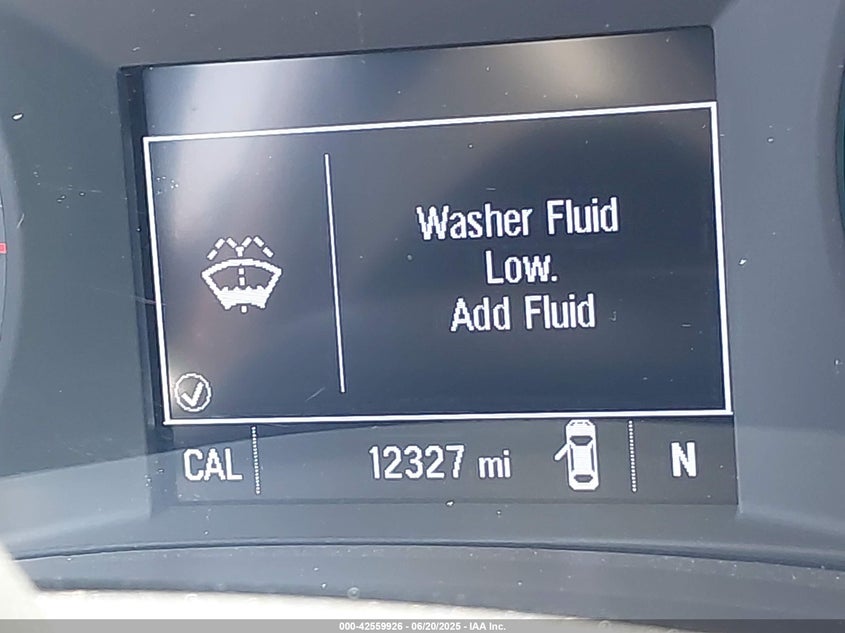 Washer Fluid
Low.
Add Fluid
CAL 12327 mi N
000-42559926 - 06/20/2025 - IAA Inc.